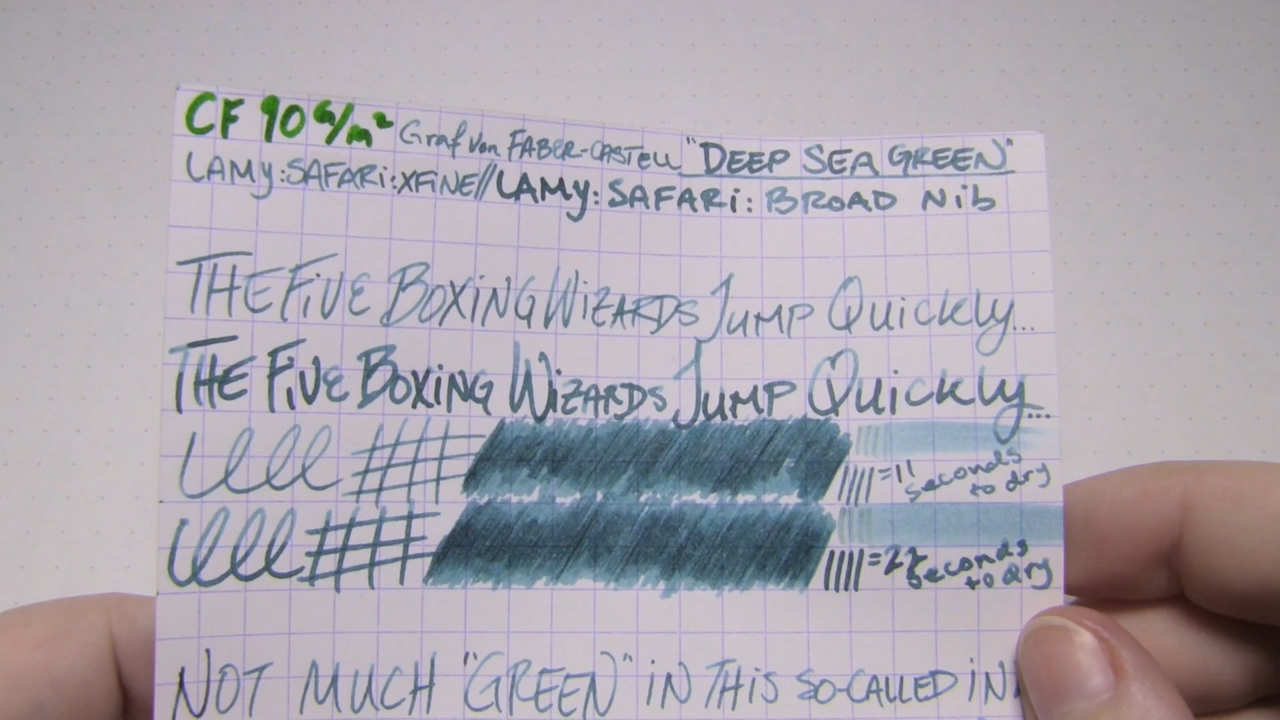 CF 90 G/m² Graf von FABER-CASTELL "DEEP SEA GREEN"
LAMY:SAFARi:XFINE//LAMY:SAFARi:BROAD Nib
THE FiVE BOXiNG WiZARDS JUMP QuickLy...
THE FiVE BOXiNG WiZARDS JUMP QuickLy...
=11 seconds to dry
=22 seconds to dry
NOT MUCH "GREEN" iN THiS SO-CALLED